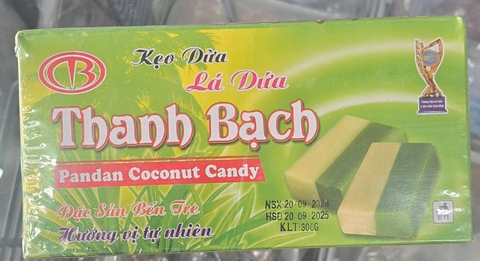 TB
Kẹo Dừa
Lá Dứa
Thanh Bạch
Pandan Coconut Candy
Đặc Sản Bến Tre
Hương vị tự nhiên
NSX 20 09 2024
HSD 20 09 2025
KLT:300G